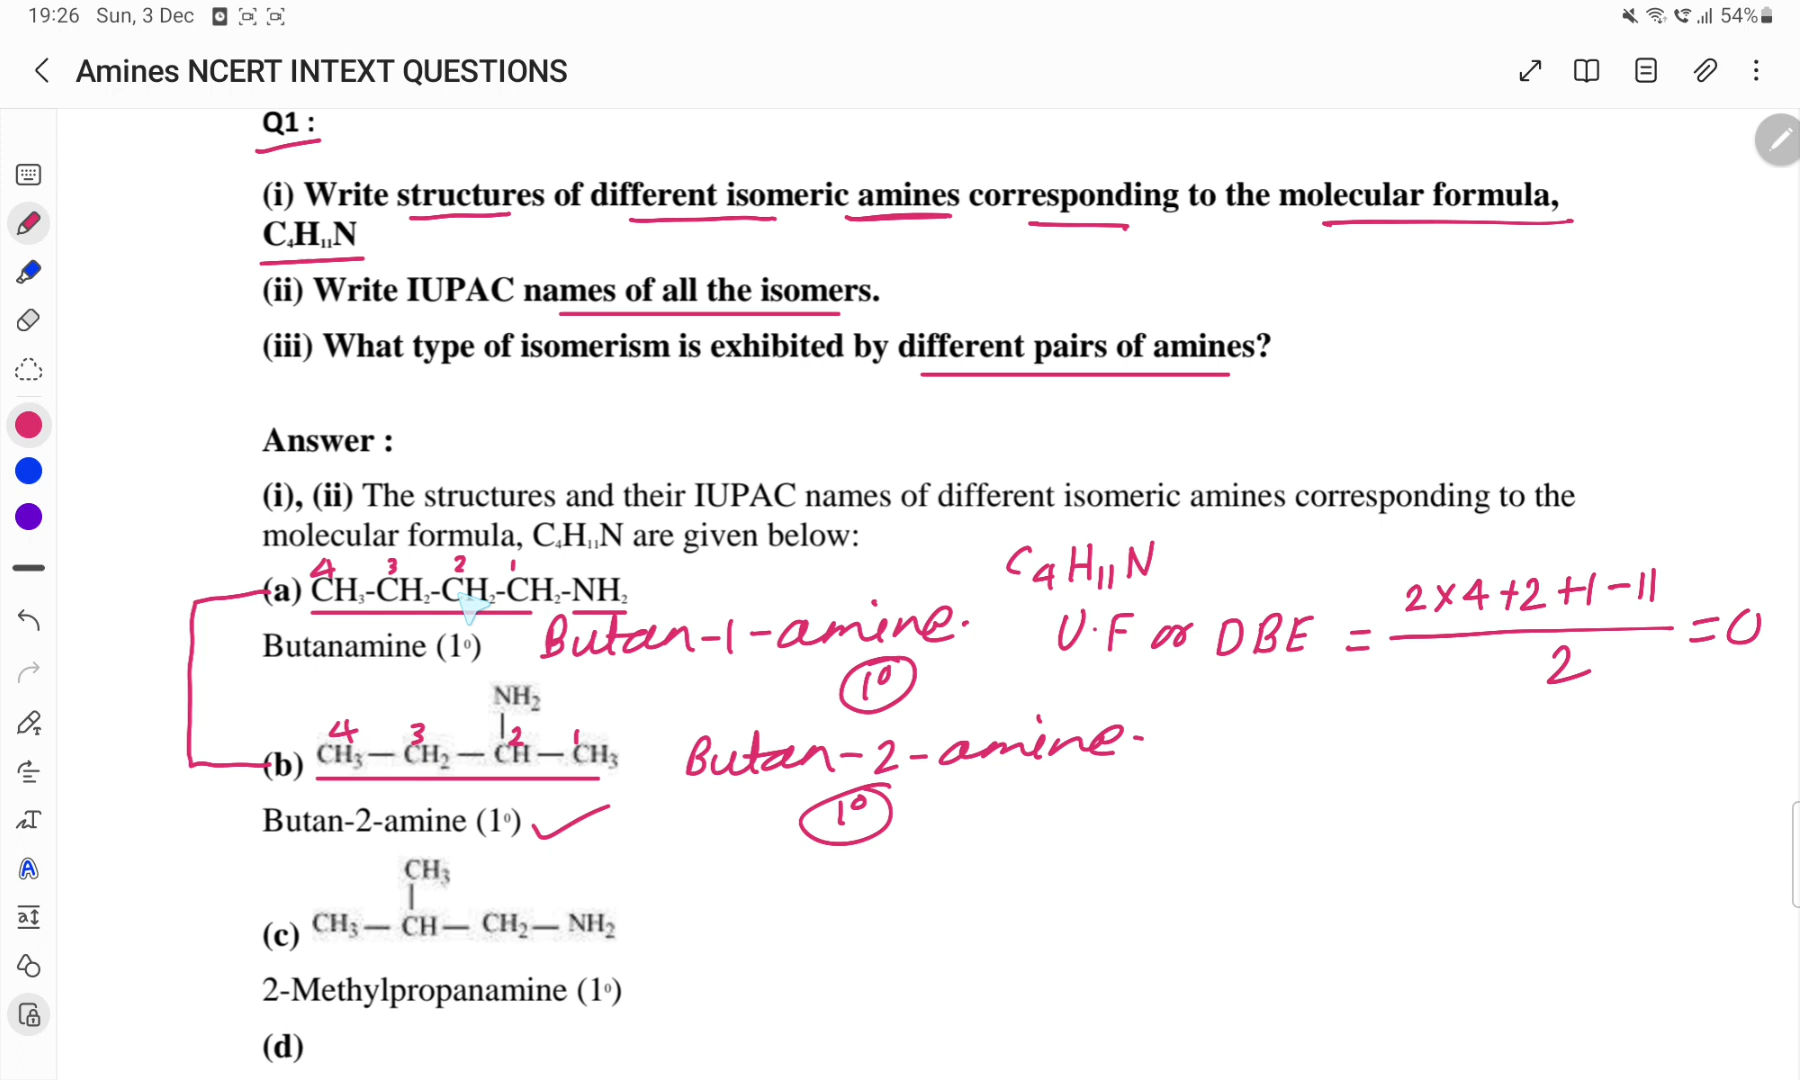 19:26 Sun, 3 Dec 54%
Amines NCERT INTEXT QUESTIONS
Q1 :
(i) Write structures of different isomeric amines corresponding to the molecular formula,
C₄H₁₁N
(ii) Write IUPAC names of all the isomers.
(iii) What type of isomerism is exhibited by different pairs of amines?
Answer :
(i), (ii) The structures and their IUPAC names of different isomeric amines corresponding to the
molecular formula, C₄H₁₁N are given below:
C₄H₁₁N
4 3 2 1
(a) CH₃-CH₂-CH₂-CH₂-NH₂
Butanamine (1⁰)
Butan-1-amine.
1⁰
U.F or DBE = 2×4+2+1-11 / 2 = 0
NH₂
4 3 2 1
(b) CH₃ — CH₂ — CH — CH₃
Butan-2-amine.
1⁰
Butan-2-amine (1⁰)
CH₃
(c) CH₃ — CH — CH₂ — NH₂
2-Methylpropanamine (1⁰)
(d)